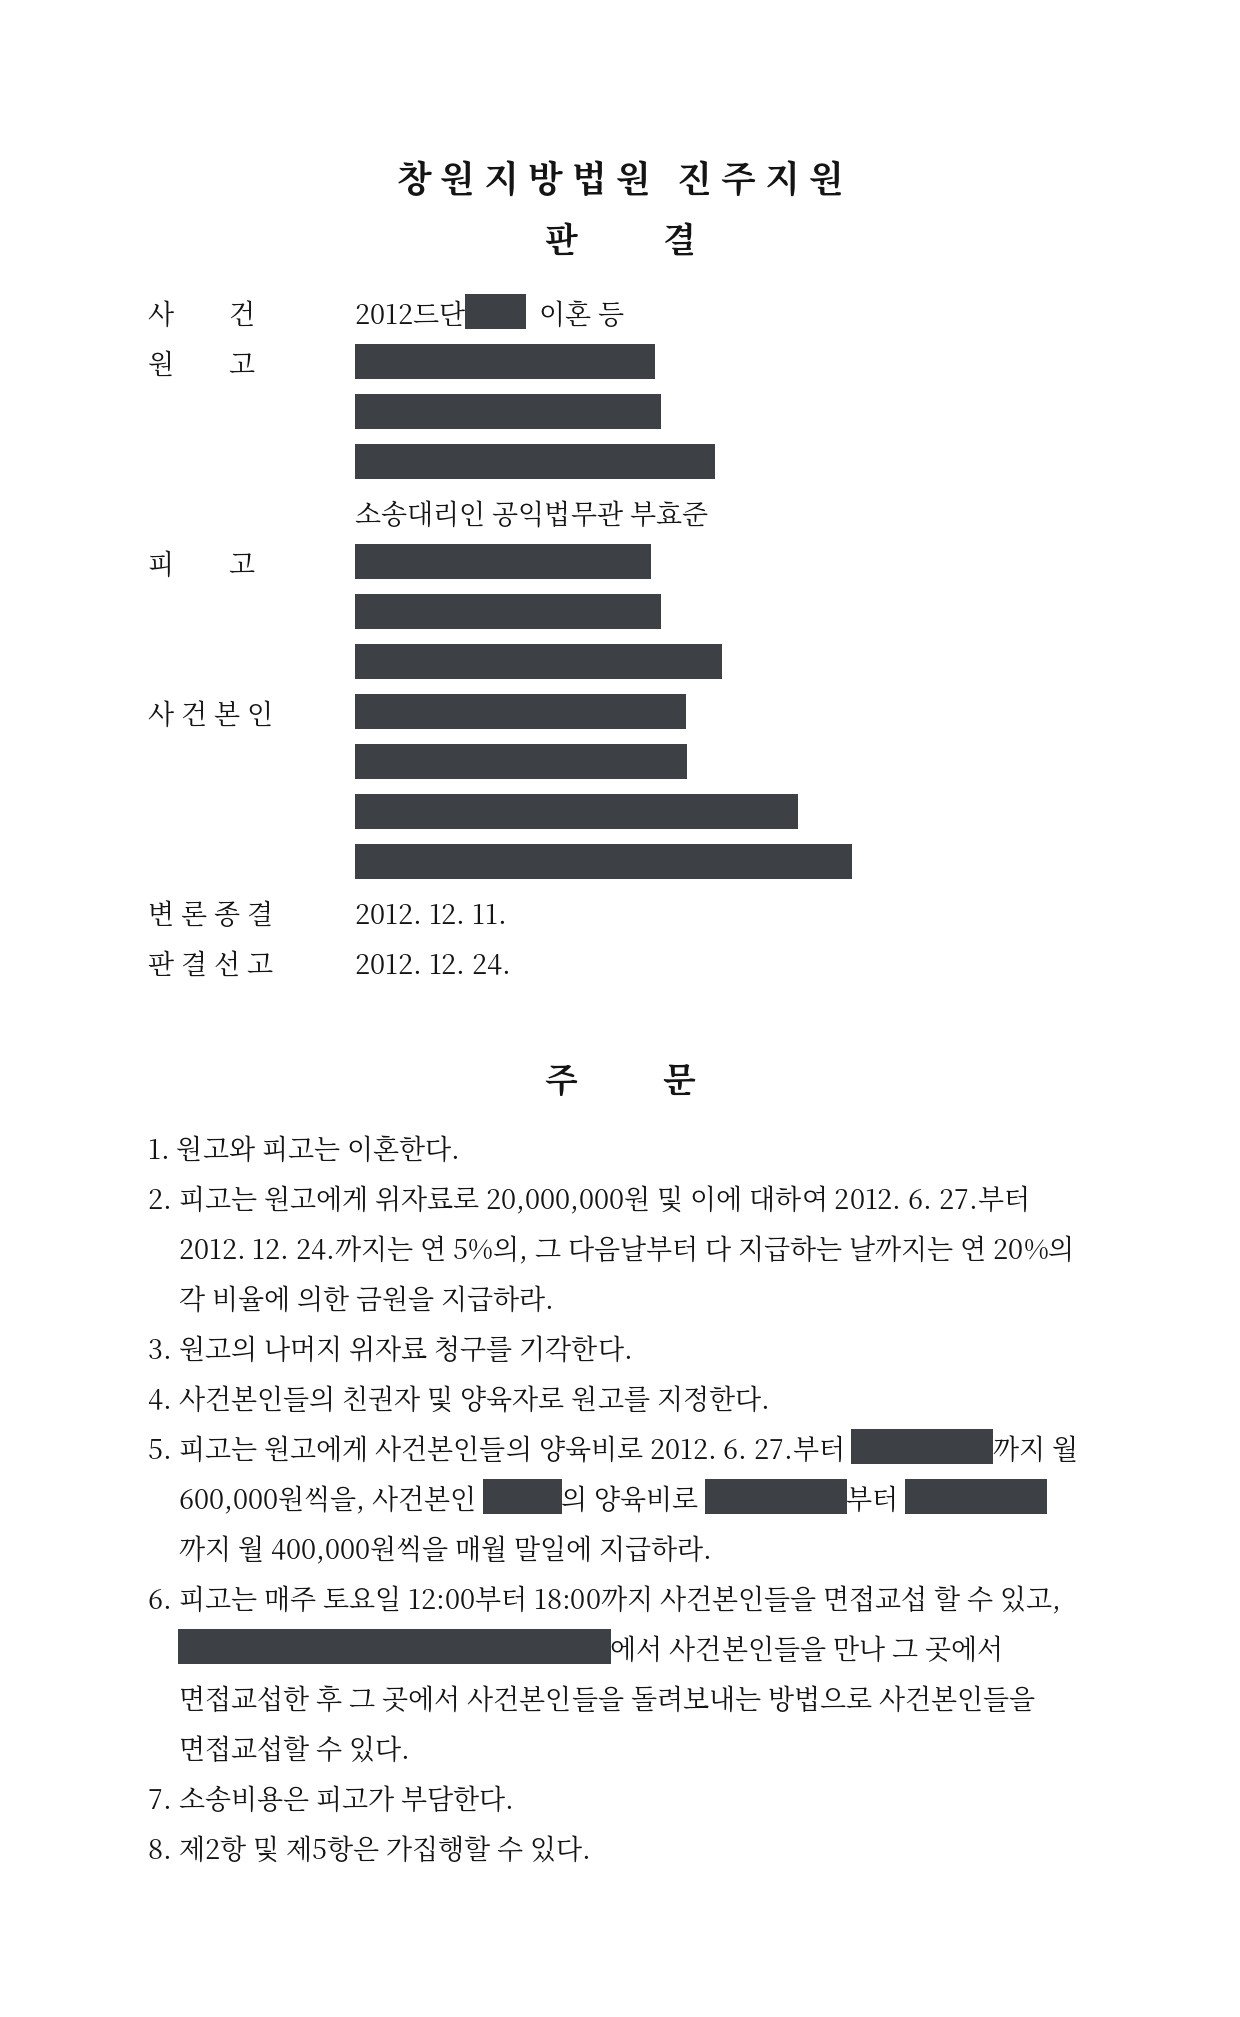 창원지방법원 진주지원
판 결
사 건 2012드단 이혼 등
원 고
소송대리인 공익법무관 부효준
피 고
사 건 본 인
변 론 종 결 2012. 12. 11.
판 결 선 고 2012. 12. 24.
주 문
1. 원고와 피고는 이혼한다.
2. 피고는 원고에게 위자료로 20,000,000원 및 이에 대하여 2012. 6. 27.부터
2012. 12. 24.까지는 연 5%의, 그 다음날부터 다 지급하는 날까지는 연 20%의
각 비율에 의한 금원을 지급하라.
3. 원고의 나머지 위자료 청구를 기각한다.
4. 사건본인들의 친권자 및 양육자로 원고를 지정한다.
5. 피고는 원고에게 사건본인들의 양육비로 2012. 6. 27.부터 까지 월
600,000원씩을, 사건본인 의 양육비로 부터
까지 월 400,000원씩을 매월 말일에 지급하라.
6. 피고는 매주 토요일 12:00부터 18:00까지 사건본인들을 면접교섭 할 수 있고,
에서 사건본인들을 만나 그 곳에서
면접교섭한 후 그 곳에서 사건본인들을 돌려보내는 방법으로 사건본인들을
면접교섭할 수 있다.
7. 소송비용은 피고가 부담한다.
8. 제2항 및 제5항은 가집행할 수 있다.